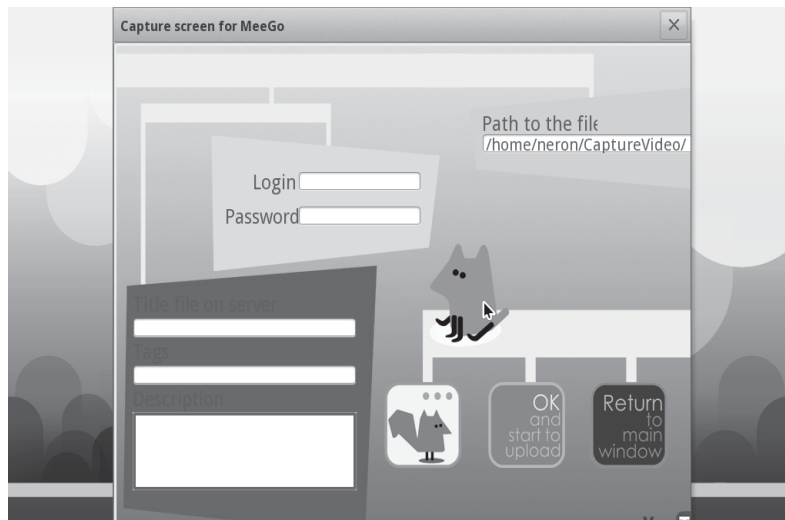 Capture screen for MeeGo
Path to the file
/home/neron/CaptureVideo/
Login
Password
Title file on server
Tags
Description
OK
and
start to
upload
Return
to
main
window